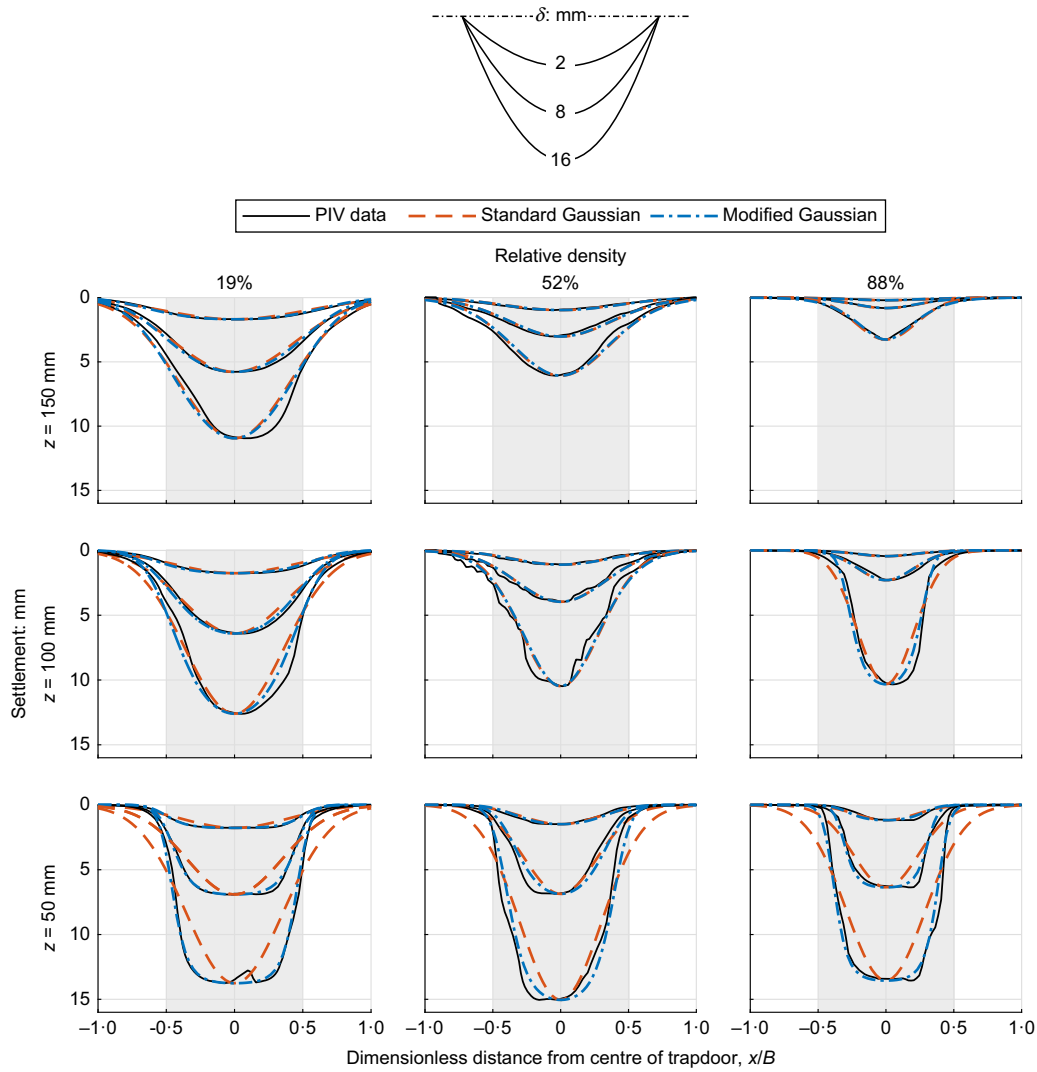 δ: mm
2
8
16
PIV data Standard Gaussian Modified Gaussian
Relative density
19% 52% 88%
0
5
10
15
z = 150 mm
0
5
10
15
z = 100 mm
Settlement: mm
0
5
10
15
z = 50 mm
–1·0 –0·5 0 0·5 1·0 –1·0 –0·5 0 0·5 1·0 –1·0 –0·5 0 0·5 1·0
Dimensionless distance from centre of trapdoor, x/B